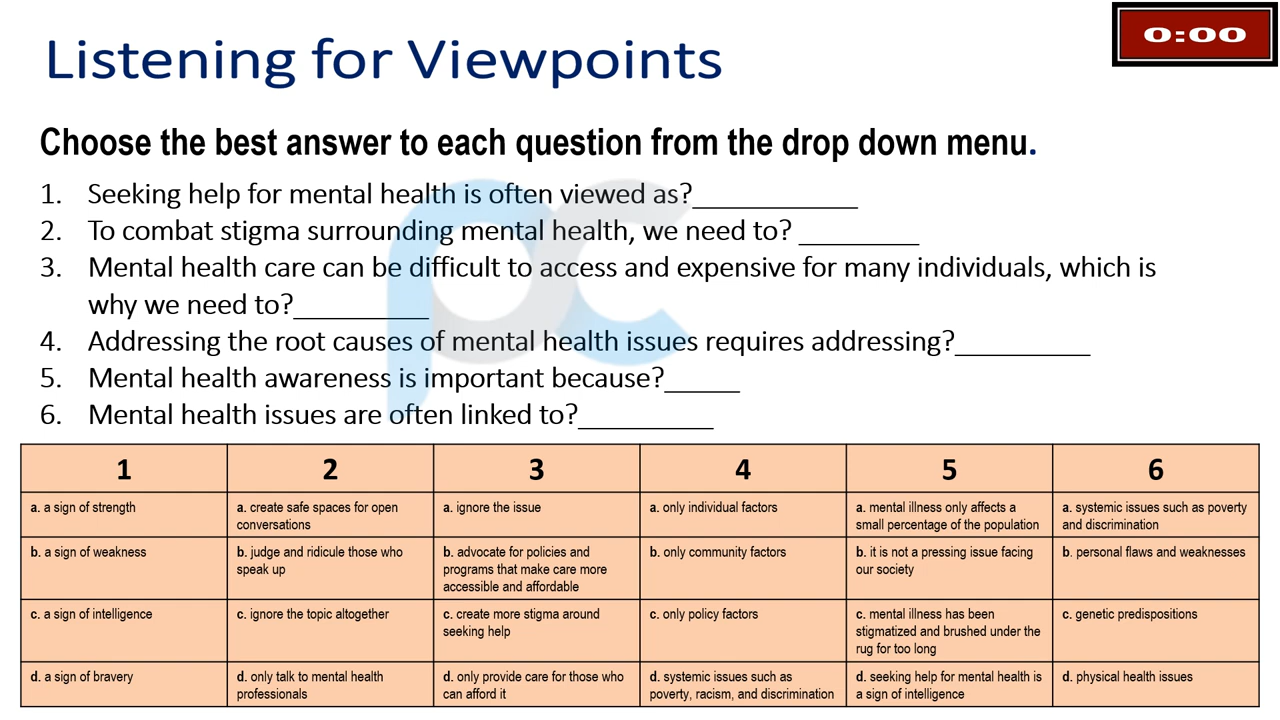 0:00
Listening for Viewpoints
Choose the best answer to each question from the drop down menu.
1. Seeking help for mental health is often viewed as?____________
2. To combat stigma surrounding mental health, we need to? ________
3. Mental health care can be difficult to access and expensive for many individuals, which is
why we need to?_________
4. Addressing the root causes of mental health issues requires addressing?_________
5. Mental health awareness is important because?_____
6. Mental health issues are often linked to?_________
pc
1 2 3 4 5 6
a. a sign of strength
a. create safe spaces for open
conversations
a. ignore the issue
a. only individual factors
a. mental illness only affects a
small percentage of the population
a. systemic issues such as poverty
and discrimination
b. a sign of weakness
b. judge and ridicule those who
speak up
b. advocate for policies and
programs that make care more
accessible and affordable
b. only community factors
b. it is not a pressing issue facing
our society
b. personal flaws and weaknesses
c. a sign of intelligence
c. ignore the topic altogether
c. create more stigma around
seeking help
c. only policy factors
c. mental illness has been
stigmatized and brushed under the
rug for too long
c. genetic predispositions
d. a sign of bravery
d. only talk to mental health
professionals
d. only provide care for those who
can afford it
d. systemic issues such as
poverty, racism, and discrimination
d. seeking help for mental health is
a sign of intelligence
d. physical health issues